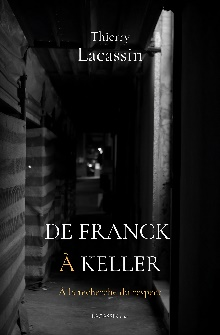 Thierry
Lacassin
DE FRANCK
À KELLER
À la recherche du respect